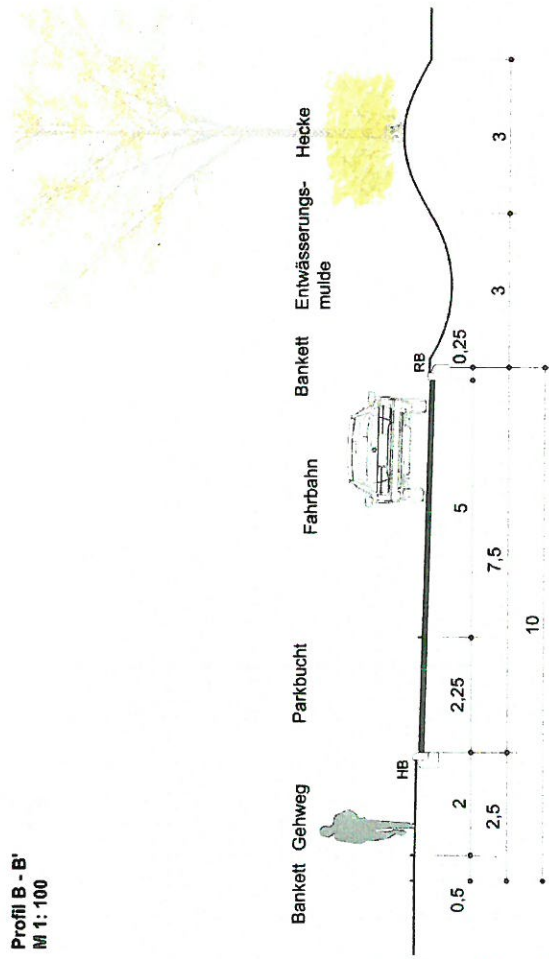 Profil B - B'
M 1: 100
Bankett Gehweg Parkbucht Fahrbahn Bankett Entwässerungs-
mulde Hecke
HB RB
0,5 2 2,25 5 0,25
2,5 7,5 3 3
10